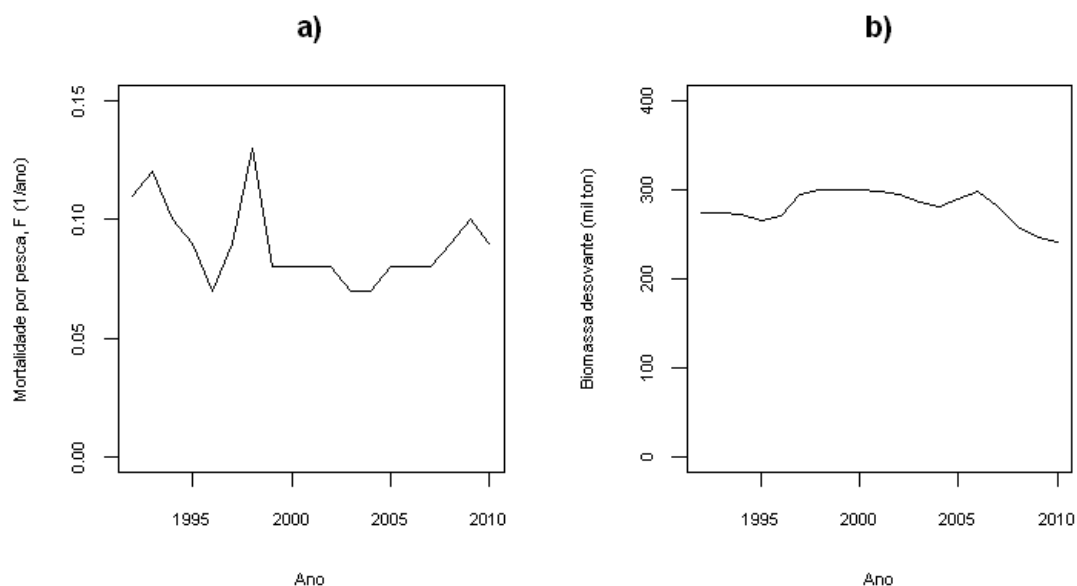 a)
Mortalidade por pesca, F (1/ano)
0.15
0.10
0.05
0.00
1995 2000 2005 2010
Ano
b)
Biomassa desovante (mil ton)
400
300
200
100
0
1995 2000 2005 2010
Ano